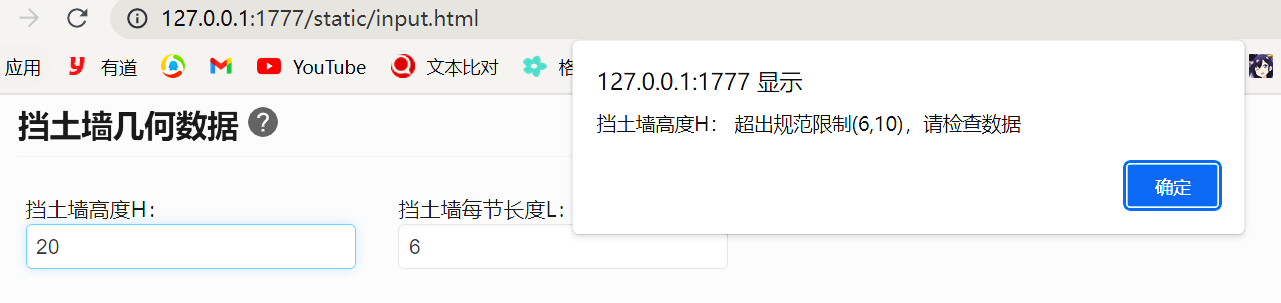 127.0.0.1:1777/static/input.html
应用 有道 YouTube 文本比对 格
127.0.0.1:1777 显示
挡土墙高度H： 超出规范限制(6,10)，请检查数据
确定
挡土墙几何数据 ?
挡土墙高度H： 挡土墙每节长度L：
20 6